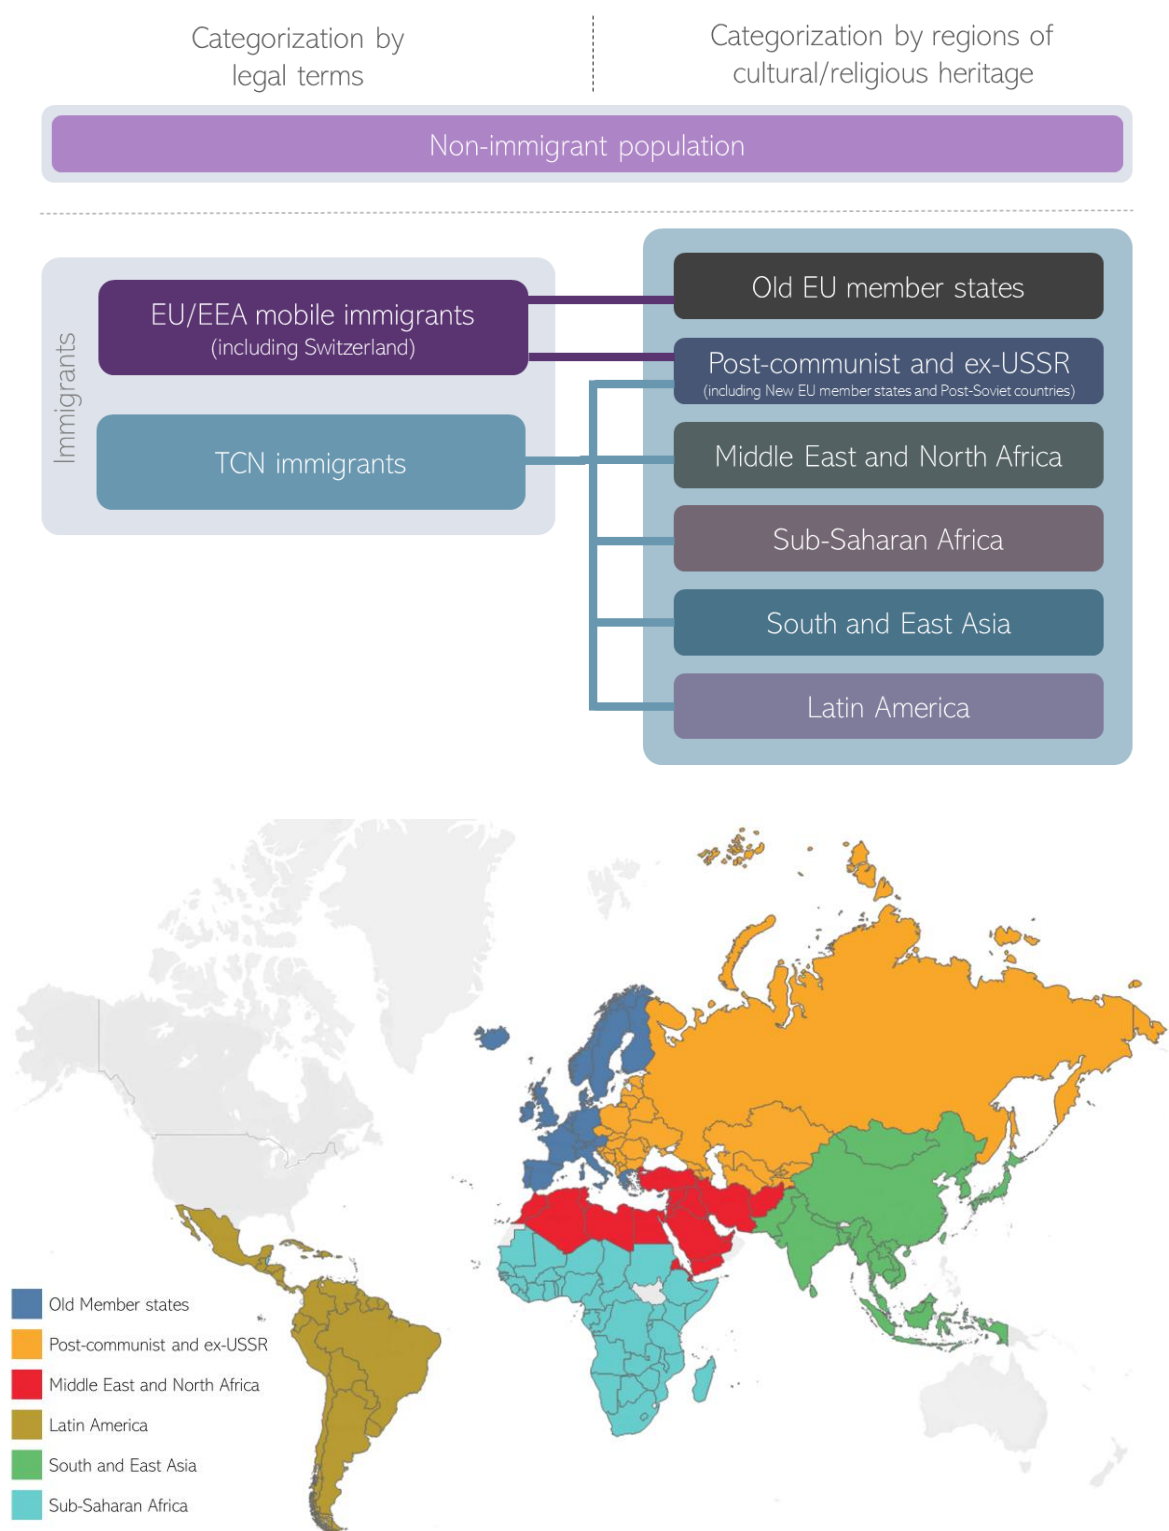 Categorization by
legal terms
Categorization by regions of
cultural/religious heritage
Non-immigrant population
Immigrants
EU/EEA mobile immigrants
(including Switzerland)
TCN immigrants
Old EU member states
Post-communist and ex-USSR
(including New EU member states and Post-Soviet countries)
Middle East and North Africa
Sub-Saharan Africa
South and East Asia
Latin America
Old Member states
Post-communist and ex-USSR
Middle East and North Africa
Latin America
South and East Asia
Sub-Saharan Africa